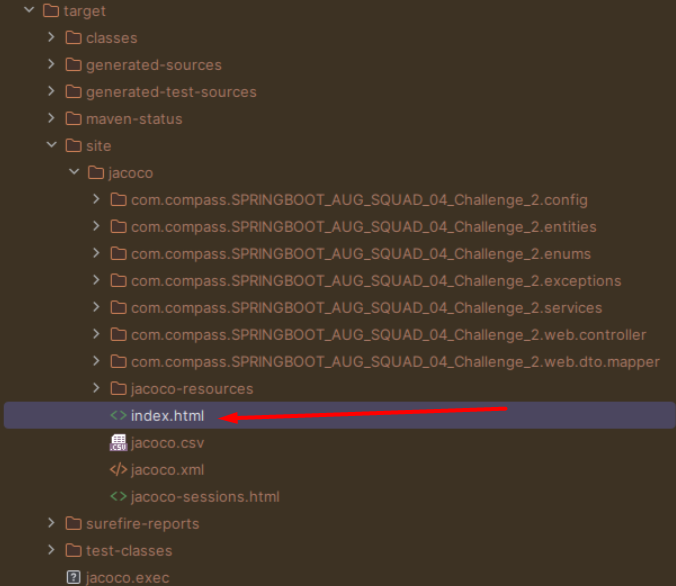 target
classes
generated-sources
generated-test-sources
maven-status
site
jacoco
com.compass.SPRINGBOOT_AUG_SQUAD_04_Challenge_2.config
com.compass.SPRINGBOOT_AUG_SQUAD_04_Challenge_2.entities
com.compass.SPRINGBOOT_AUG_SQUAD_04_Challenge_2.enums
com.compass.SPRINGBOOT_AUG_SQUAD_04_Challenge_2.exceptions
com.compass.SPRINGBOOT_AUG_SQUAD_04_Challenge_2.services
com.compass.SPRINGBOOT_AUG_SQUAD_04_Challenge_2.web.controller
com.compass.SPRINGBOOT_AUG_SQUAD_04_Challenge_2.web.dto.mapper
jacoco-resources
index.html
jacoco.csv
jacoco.xml
jacoco-sessions.html
surefire-reports
test-classes
jacoco.exec